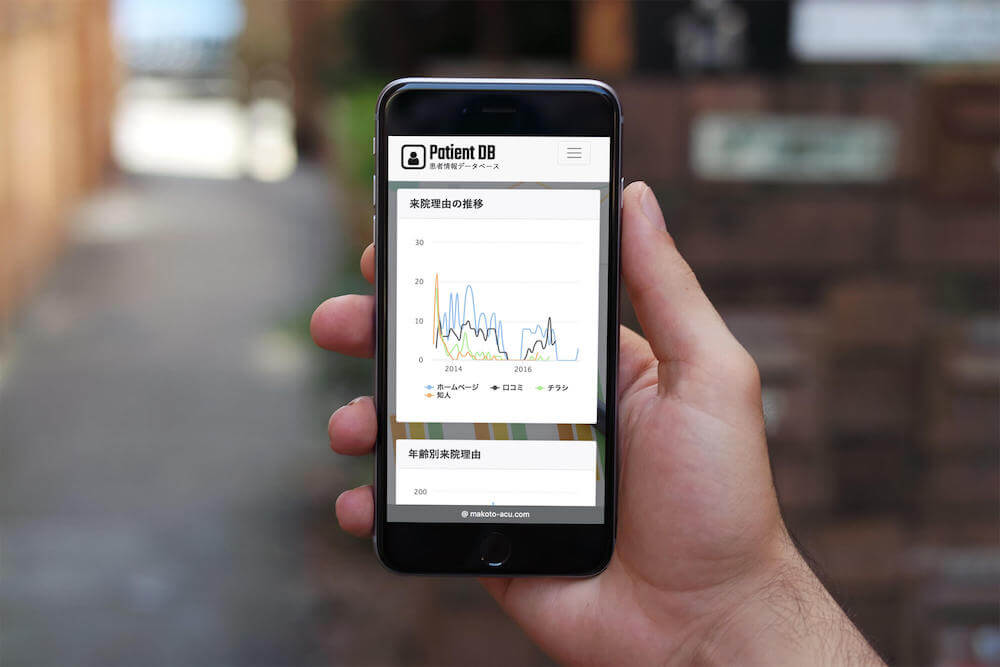 Patient DB
患者情報データベース
来院理由の推移
30
20
10
0
2014 2016
ホームページ 口コミ チラシ
知人
年齢別来院理由
200
@ makoto-acu.com